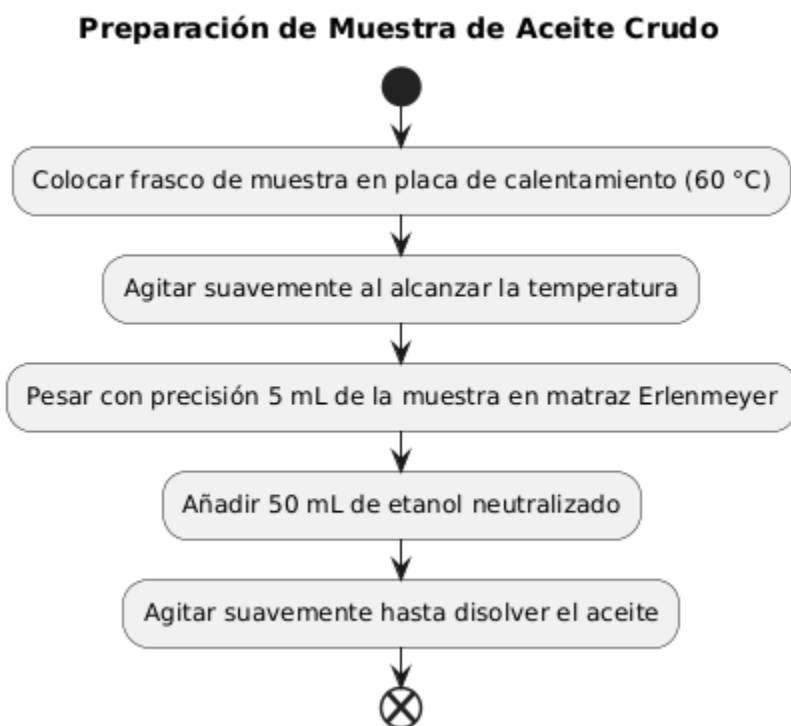 Preparación de Muestra de Aceite Crudo
Colocar frasco de muestra en placa de calentamiento (60 °C)
Agitar suavemente al alcanzar la temperatura
Pesar con precisión 5 mL de la muestra en matraz Erlenmeyer
Añadir 50 mL de etanol neutralizado
Agitar suavemente hasta disolver el aceite